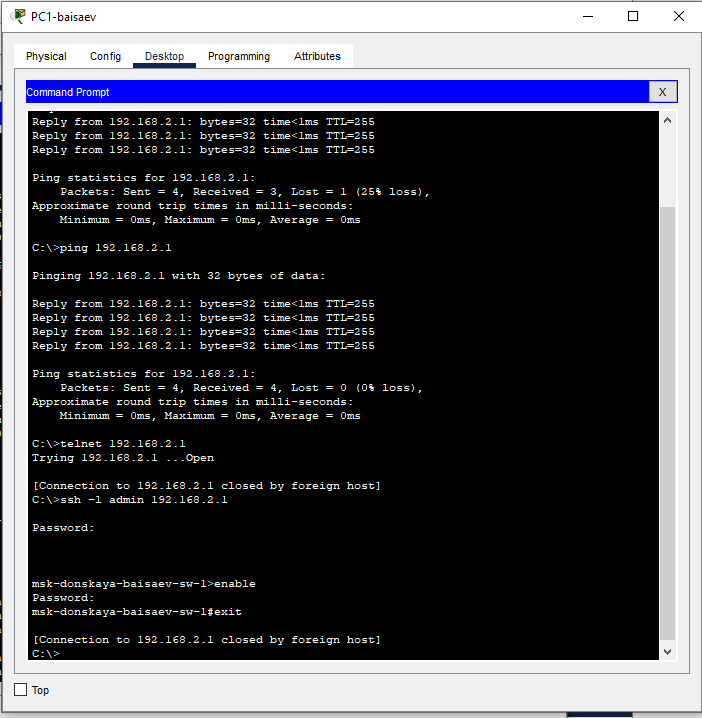 PC1-baisaev
Physical Config Desktop Programming Attributes
Command Prompt X
Reply from 192.168.2.1: bytes=32 time<1ms TTL=255
Reply from 192.168.2.1: bytes=32 time<1ms TTL=255
Reply from 192.168.2.1: bytes=32 time<1ms TTL=255
Ping statistics for 192.168.2.1:
Packets: Sent = 4, Received = 3, Lost = 1 (25% loss),
Approximate round trip times in milli-seconds:
Minimum = 0ms, Maximum = 0ms, Average = 0ms
C:\>ping 192.168.2.1
Pinging 192.168.2.1 with 32 bytes of data:
Reply from 192.168.2.1: bytes=32 time<1ms TTL=255
Reply from 192.168.2.1: bytes=32 time<1ms TTL=255
Reply from 192.168.2.1: bytes=32 time<1ms TTL=255
Reply from 192.168.2.1: bytes=32 time<1ms TTL=255
Ping statistics for 192.168.2.1:
Packets: Sent = 4, Received = 4, Lost = 0 (0% loss),
Approximate round trip times in milli-seconds:
Minimum = 0ms, Maximum = 0ms, Average = 0ms
C:\>telnet 192.168.2.1
Trying 192.168.2.1 ...Open
[Connection to 192.168.2.1 closed by foreign host]
C:\>ssh -l admin 192.168.2.1
Password:
msk-donskaya-baisaev-sw-1>enable
Password:
msk-donskaya-baisaev-sw-1#exit
[Connection to 192.168.2.1 closed by foreign host]
C:\>
Top